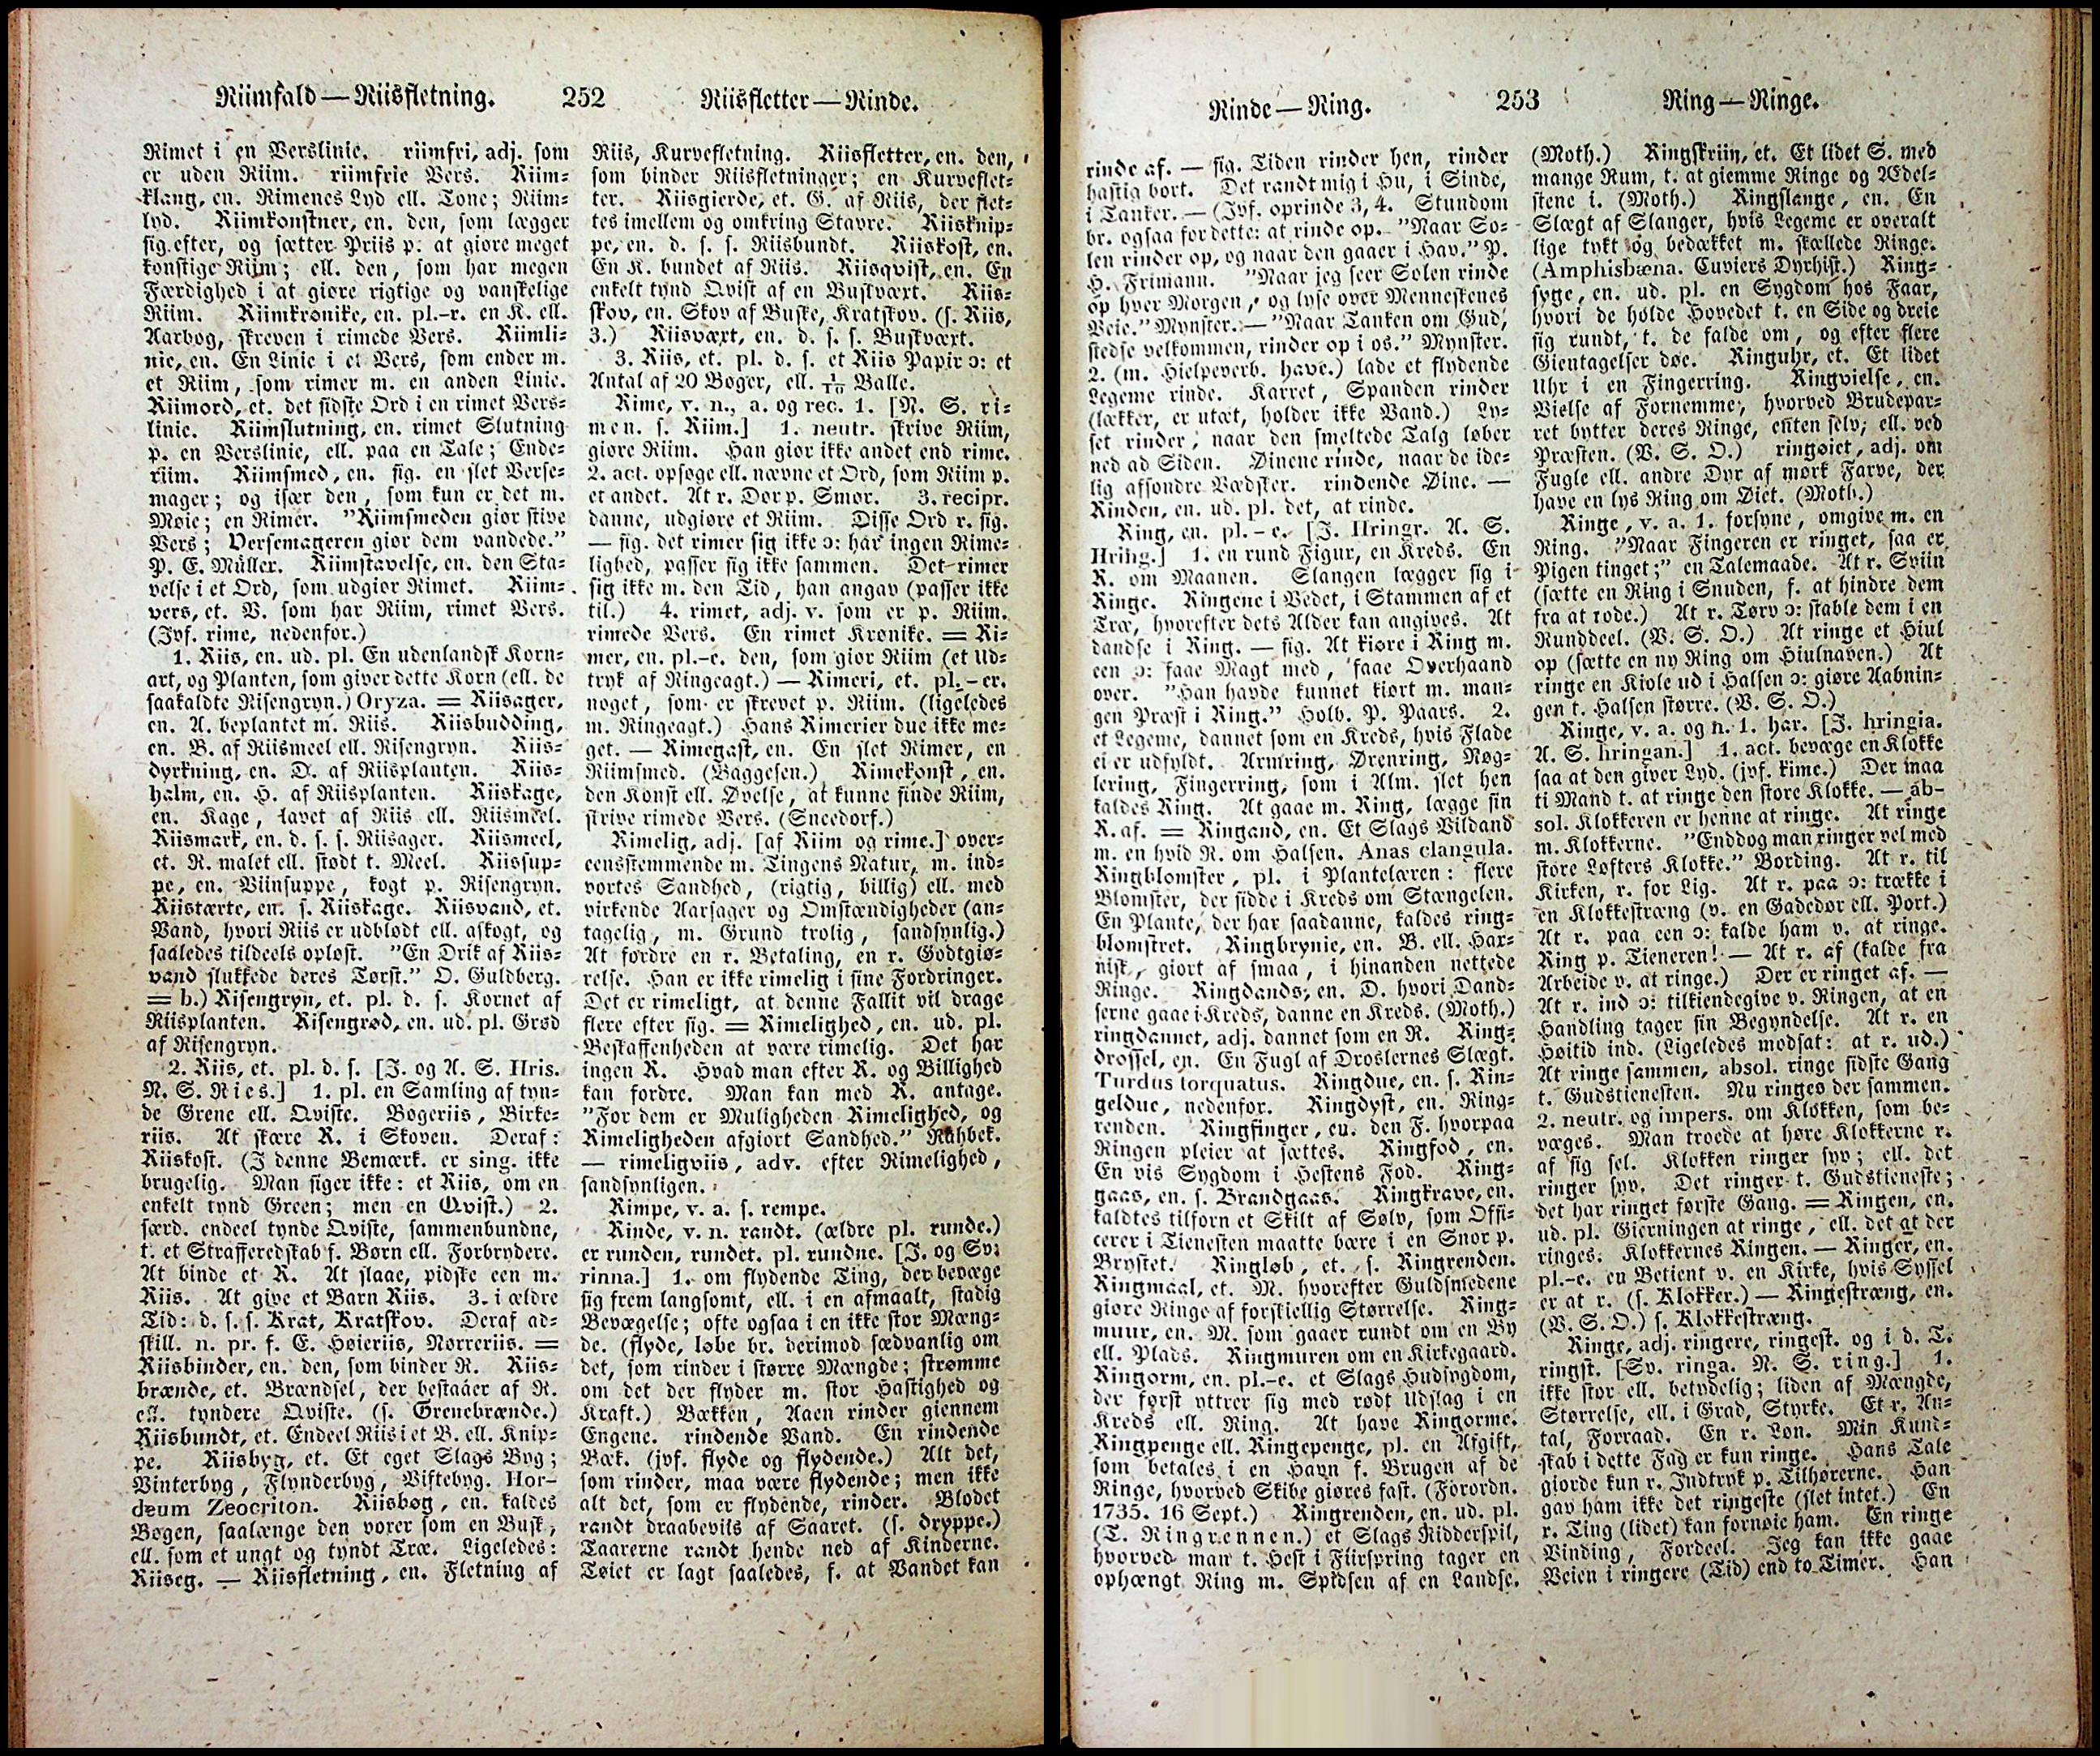 Riimfald — Riisfletning. 252 Riisfletter — Rinde.
Rimet i en Verslinie. riimfri, adj. som
er uden Riim. riimfrie Vers. Riim-
klang, en. Rimenes Lyd ell. Tone; Riim-
lyd. Riimkonstner, en. den, som lægger
sig efter, og sætter Priis p. at giøre meget
konstige Riim; ell. den, som har megen
Færdighed i at giøre rigtige og vanskelige
Riim. Riimkrønike, en. pl.-r. en K. ell.
Aarbog, skreven i rimede Vers. Riimli-
nie, en. En Linie i et Vers, som ender m.
et Riim, som rimer m. en anden Linie.
Riimord, et. det sidste Ord i en rimet Vers-
linie. Riimslutning, en. rimet Slutning
p. en Verslinie, ell. paa en Tale; Ende-
riim. Riimsmed, en. fig. en slet Verse-
mager; og især den, som kun er det m.
Møie; en Rimer. "Riimsmeden giør stive
Vers; Versemageren giør dem vandede."
P. E. Müller. Riimstavelse, en. den Sta-
velse i et Ord, som udgiør Rimet. Riim-
vers, et. V. som har Riim, rimet Vers.
(Jvf. rime, nedenfor.)
1. Riis, en. ud. pl. En udenlandsk Korn-
art, og Planten, som giver dette Korn (ell. de
saakaldte Risengryn.) Oryza. = Riisager,
en. A. beplantet m. Riis. Riisbudding,
en. B. af Riismeel ell. Risengryn. Riis-
dyrkning, en. D. af Riisplanten. Riis-
halm, en. H. af Riisplanten. Riiskage,
en. Kage, lavet af Riis ell. Riismeel.
Riismark, en. d. s. s. Riisager. Riismeel,
et. R. malet ell. stødt t. Meel. Riissup-
pe, en. Viinsuppe, kogt p. Risengryn.
Riistærte, en. s. Riiskage. Riisvand, et.
Vand, hvori Riis er udblødt ell. afkogt, og
saaledes tildeels opløst. "En Drik af Riis-
vand slukkede deres Tørst." O. Guldberg.
= b.) Risengryn, et. pl. d. s. Kornet af
Riisplanten. Risengrød, en. ud. pl. Grød
af Risengryn.
2. Riis, et. pl. d. s. [J. og A. S. Hris.
N. S. Ries.] 1. pl. en Samling af tyn-
de Grene ell. Qviste. Bøgeriis, Birke-
riis. At skære R. i Skoven. Deraf:
Riiskost. (I denne Bemærk. er sing. ikke
brugelig. Man siger ikke: et Riis, om en
enkelt tynd Green; men en Qvist.) 2.
særd. endeel tynde Qviste, sammenbundne,
t. et Strafferedskab f. Børn ell. Forbrydere.
At binde et R. At slaae, pidske een m.
Riis. At give et Barn Riis. 3. i ældre
Tid: d. s. s. Krat, Kratskov. Deraf ad-
skill. n. pr. f. E. Høieriis, Nørreriis. =
Riisbinder, en. den, som binder R. Riis-
brænde, et. Brændsel, der bestaaer af R.
ell. tyndere Qviste. (s. Grenebrænde.)
Riisbundt, et. Endeel Riis i et B. ell. Knip-
pe. Riisbyg, et. Et eget Slags Byg;
Vinterbyg, Flynderbyg, Viftebyg. Hor-
deum Zeocriton. Riisbøg, en. kaldes
Bøgen, saalænge den voxer som en Busk,
ell. som et ungt og tyndt Træ. Ligeledes:
Riiseg. — Riisfletning, en. Fletning af
Riis, Kurvefletning. Riisfletter, en. den,
som binder Riisfletninger; en Kurveflet-
ter. Riisgierde, et. G. af Riis, der flet-
tes imellem og omkring Stavre. Riisknip-
pe, en. d. s. s. Riisbundt. Riiskost, en.
En K. bundet af Riis. Riisqvist, en. En
enkelt tynd Qvist af en Buskvæxt. Riis-
skov, en. Skov af Buske, Kratskov. (s. Riis,
3.) Riisvæxt, en. d. s. s. Buskvæxt.
3. Riis, et. pl. d. s. et Riis Papir ɔ: et
Antal af 20 Bøger, ell. 1/10 Balle.
Rime, v. n., a. og rec. 1. [N. S. ri-
men. s. Riim.] 1. neutr. skrive Riim,
giøre Riim. Han giør ikke andet end rime.
2. act. opsøge ell. nævne et Ord, som Riim p.
et andet. At r. Dør p. Smør. 3. recipr.
danne, udgiøre et Riim. Disse Ord r. sig.
— fig. det rimer sig ikke ɔ: har ingen Rime-
lighed, passer sig ikke sammen. Det rimer
sig ikke m. den Tid, han angav (passer ikke
til.) 4. rimet, adj. v. som er p. Riim.
rimede Vers. En rimet Krønike. = Ri-
mer, en. pl.-e. den, som giør Riim (et Ud-
tryk af Ringeagt.) — Rimeri, et. pl.-er.
noget, som er skrevet p. Riim. (ligeledes
m. Ringeagt.) Hans Rimerier due ikke me-
get. — Rimegast, en. En slet Rimer, en
Riimsmed. (Baggesen.) Rimekonst, en.
den Konst ell. Øvelse, at kunne finde Riim,
skrive rimede Vers. (Sneedorf.)
Rimelig, adj. [af Riim og rime.] over-
eensstemmende m. Tingens Natur, m. ind-
vortes Sandhed, (rigtig, billig) ell. med
virkende Aarsager og Omstændigheder (an-
tagelig, m. Grund trolig, sandsynlig.)
At fordre en r. Betaling, en r. Godtgiø-
relse. Han er ikke rimelig i sine Fordringer.
Det er rimeligt, at denne Fallit vil drage
flere efter sig. = Rimelighed, en. ud. pl.
Beskaffenheden at være rimelig. Det har
ingen R. Hvad man efter R. og Billighed
kan fordre. Man kan med R. antage.
"For dem er Muligheden Rimelighed, og
Rimeligheden afgiort Sandhed." Rahbek.
— rimeligviis, adv. efter Rimelighed,
sandsynligen.
Rimpe, v. a. s. rempe.
Rinde, v. n. randt. (ældre pl. runde.)
er runden, rundet. pl. rundne. [J. og Sv.
rinna.] 1. om flydende Ting, der bevæge
sig frem langsomt, ell. i en afmaalt, stadig
Bevægelse; ofte ogsaa i en ikke stor Mæng-
de. (flyde, løbe br. derimod sædvanlig om
det, som rinder i større Mængde; strømme
om det der flyder m. stor Hastighed og
Kraft.) Bækken, Aaen rinder giennem
Engene. rindende Vand. En rindende
Bæk. (jvf. flyde og flydende.) Alt det,
som rinder, maa være flydende; men ikke
alt det, som er flydende, rinder. Blodet
randt draabeviis af Saaret. (s. dryppe.)
Taarerne randt hende ned af Kinderne.
Tøiet er lagt saaledes, f. at Vandet kan
Rinde — Ring. 253 Ring — Ringe.
rinde af. — fig. Tiden rinder hen, rinder
hastig bort. Det randt mig i Hu, i Sinde,
i Tanker. — (Jvf. oprinde 3, 4. Stundom
br. ogsaa for dette: at rinde op. "Naar So-
len rinder op, og naar den gaaer i Hav." P.
H. Frimann. "Naar jeg seer Solen rinde
op hver Morgen, og lyse over Menneskenes
Veie." Mynster. — "Naar Tanken om Gud,
stedse velkommen, rinder op i os." Mynster.
2. (m. Hielpeverb. have.) lade et flydende
Legeme rinde. Karret, Spanden rinder
(lækker, er utæt, holder ikke Vand.) Ly-
set rinder, naar den smeltede Talg løber
ned ad Siden. Øinene rinde, naar de ide-
lig afsondre Vædsker. rindende Øine. —
Rinden, en. ud. pl. det, at rinde.
Ring, en. pl.-e. [J. Hringr. A. S.
Hring.] 1. en rund Figur, en Kreds. En
R. om Maanen. Slangen lægger sig i
Ringe. Ringene i Vedet, i Stammen af et
Træ, hvorefter dets Alder kan angives. At
dandse i Ring. — fig. At kiøre i Ring m.
een ɔ: faae Magt med, faae Overhaand
over. "Han havde kunnet kiørt m. man-
gen Præst i Ring." Holb. P. Paars. 2.
et Legeme, dannet som en Kreds, hvis Flade
ei er udfyldt. Armring, Ørenring, Nøg-
lering, Fingerring, som i Alm. slet hen
kaldes Ring. At gaae m. Ring, lægge sin
R. af. = Ringand, en. Et Slags Vildand
m. en hvid R. om Halsen. Anas clangula.
Ringblomster, pl. i Plantelæren: flere
Blomster, der sidde i Kreds om Stængelen.
En Plante, der har saadanne, kaldes ring-
blomstret. Ringbrynie, en. B. ell. Har-
nisk, giort af smaa, i hinanden nettede
Ringe. Ringdands, en. D. hvori Dand-
serne gaae i Kreds, danne en Kreds. (Moth.)
ringdannet, adj. dannet som en R. Ring-
drossel, en. En Fugl af Droslernes Slægt.
Turdus torquatus. Ringdue, en. s. Rin-
geldue, nedenfor. Ringdyst, en. Ring-
renden. Ringfinger, en. den F. hvorpaa
Ringen pleier at sættes. Ringfod, en.
En vis Sygdom i Hestens Fod. Ring-
gaas, en. s. Brandgaas. Ringkrave, en.
kaldtes tilforn et Skilt af Sølv, som Offi-
cerer i Tienesten maatte bære i en Snor p.
Brystet. Ringløb, et. s. Ringrenden.
Ringmaal, et. M. hvorefter Guldsmedene
giøre Ringe af forskiellig Størrelse. Ring-
muur, en. M. som gaaer rundt om en By
ell. Plads. Ringmuren om en Kirkegaard.
Ringorm, en. pl.-e. et Slags Hudsygdom,
der først yttrer sig med rødt Udslag i en
Kreds ell. Ring. At have Ringorme.
Ringpenge ell. Ringepenge, pl. en Afgift,
som betales i en Havn f. Brugen af de
Ringe, hvorved Skibe giøres fast. (Forordn.
1735. 16 Sept.) Ringrenden, en. ud. pl.
(T. Ringrennen.) et Slags Ridderspil,
hvorved man t. Hest i Fiirspring tager en
ophængt Ring m. Spidsen af en Landse.
(Moth.) Ringskriin, et. Et lidet S. med
mange Rum, t. at giemme Ringe og Ædel-
stene i. (Moth.) Ringslange, en. En
Slægt af Slanger, hvis Legeme er overalt
lige tykt og bedækket m. skællede Ringe.
(Amphisbæna. Cuviers Dyrhist.) Ring-
syge, en. ud. pl. en Sygdom hos Faar,
hvori de holde Hovedet t. en Side og dreie
sig rundt, t. de falde om, og efter flere
Gientagelser døe. Ringuhr, et. Et lidet
Uhr i en Fingerring. Ringvielse, en.
Vielse af Fornemme, hvorved Brudepar-
ret bytter deres Ringe, enten selv, ell. ved
Præsten. (V. S. O.) ringøiet, adj. om
Fugle ell. andre Dyr af mørk Farve, der
have en lys Ring om Øiet. (Moth.)
Ringe, v. a. 1. forsyne, omgive m. en
Ring. "Naar Fingeren er ringet, saa er
Pigen tinget;" en Talemaade. At r. Sviin
(sætte en Ring i Snuden, f. at hindre dem
fra at rode.) At r. Tørv ɔ: stable dem i en
Runddeel. (V. S. O.) At ringe et Hiul
op (sætte en ny Ring om Hiulnaven.) At
ringe en Kiole ud i Halsen ɔ: giøre Aabnin-
gen t. Halsen større. (V. S. O.)
Ringe, v. a. og n. 1. har. [J. hringia.
A. S. hringan.] 1. act. bevæge en Klokke
saa at den giver Lyd. (jvf. kime.) Der maa
ti Mand t. at ringe den store Klokke. — ab-
sol. Klokkeren er henne at ringe. At ringe
m. Klokkerne. "Enddog man ringer vel med
store Løfters Klokke." Bording. At r. til
Kirken, r. for Lig. At r. paa ɔ: trække i
en Klokkestræng (v. en Gadedør ell. Port.)
At r. paa een ɔ: kalde ham v. at ringe.
Ring p. Tieneren! — At r. af (kalde fra
Arbeide v. at ringe.) Der er ringet af. —
At r. ind ɔ: tilkiendegive v. Ringen, at en
Handling tager sin Begyndelse. At r. en
Høitid ind. (Ligeledes modsat: at r. ud.)
At ringe sammen, absol. ringe sidste Gang
t. Gudstienesten. Nu ringes der sammen.
2. neutr. og impers. om Klokken, som be-
væges. Man troede at høre Klokkerne r.
af sig sel. Klokken ringer syv; ell. det
ringer syv. Det ringer t. Gudstieneste;
det har ringet første Gang. = Ringen, en.
ud. pl. Gierningen at ringe, ell. det at der
ringes. Klokkernes Ringen. — Ringer, en.
pl.-e. en Betient v. en Kirke, hvis Syssel
er at r. (s. Klokker.) — Ringestræng, en.
(V. S. O.) s. Klokkestræng.
Ringe, adj. ringere, ringest. og i d. T.
ringst. [Sv. ringa. N. S. ring.] 1.
ikke stor ell. betydelig; liden af Mængde,
Størrelse, ell. i Grad, Styrke. Et r. An-
tal, Forraad. En r. Løn. Min Kund-
skab i dette Fag er kun ringe. Hans Tale
giorde kun r. Indtryk p. Tilhørerne. Han
gav ham ikke det ringeste (slet intet.) En
r. Ting (lidet) kan fornøie ham. En ringe
Vinding, Fordeel. Jeg kan ikke gaae
Veien i ringere (Tid) end to Timer. Han